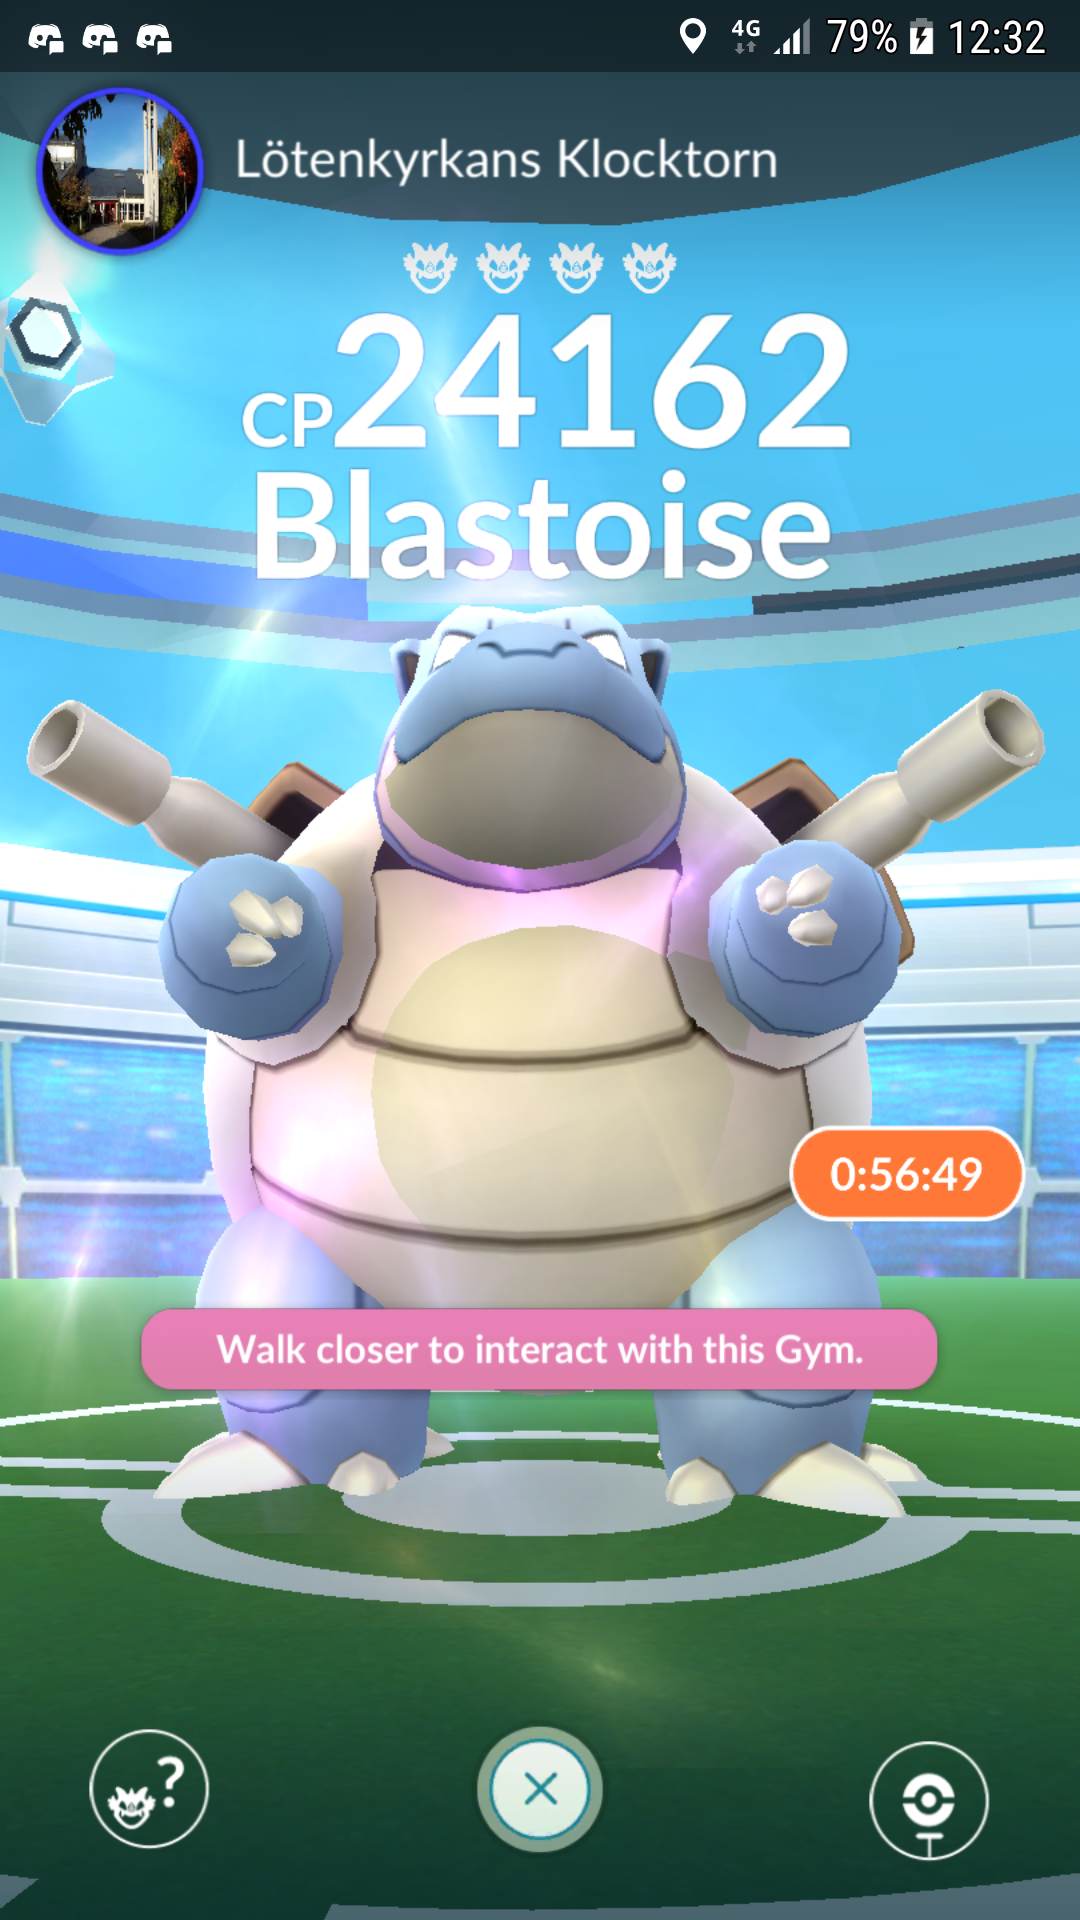 4G 79% 12:32
Lötenkyrkans Klocktorn
CP24162
Blastoise
0:56:49
Walk closer to interact with this Gym.
?